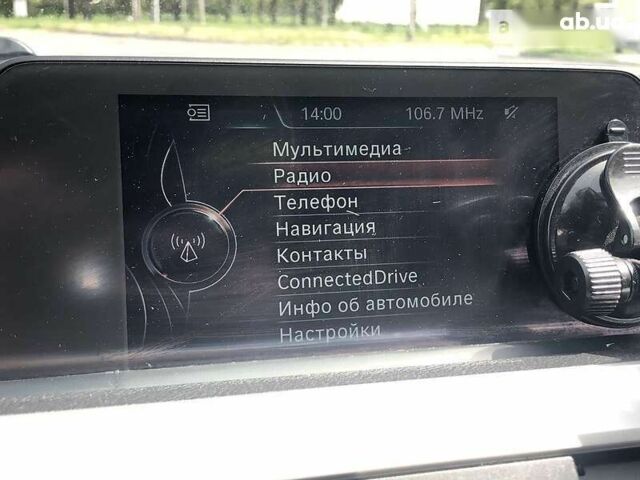 ab.ua
14:00 106.7 MHz
Мультимедиа
Радио
Телефон
Навигация
Контакты
ConnectedDrive
Инфо об автомобиле
Настройки